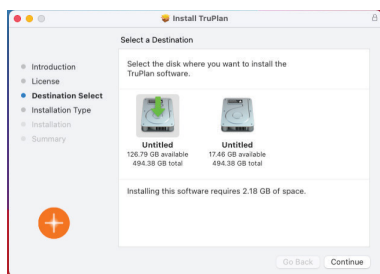 Install TruPlan
Select a Destination
Introduction
License
Destination Select
Installation Type
Installation
Summary
Select the disk where you want to install the
TruPlan software.
Untitled
126.79 GB available
494.38 GB total
Untitled
17.46 GB available
494.38 GB total
Installing this software requires 2.18 GB of space.
Go Back
Continue